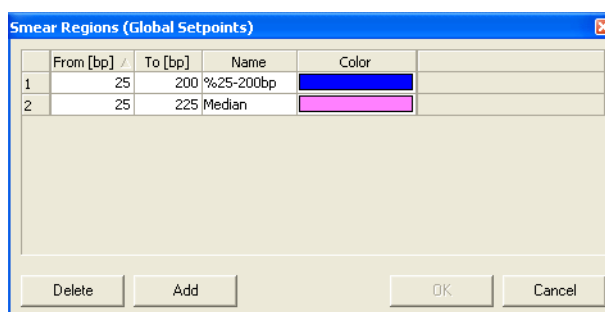 Smear Regions (Global Setpoints)
From [bp] To [bp] Name Color
1 25 200 %25-200bp
2 25 225 Median
Delete Add OK Cancel